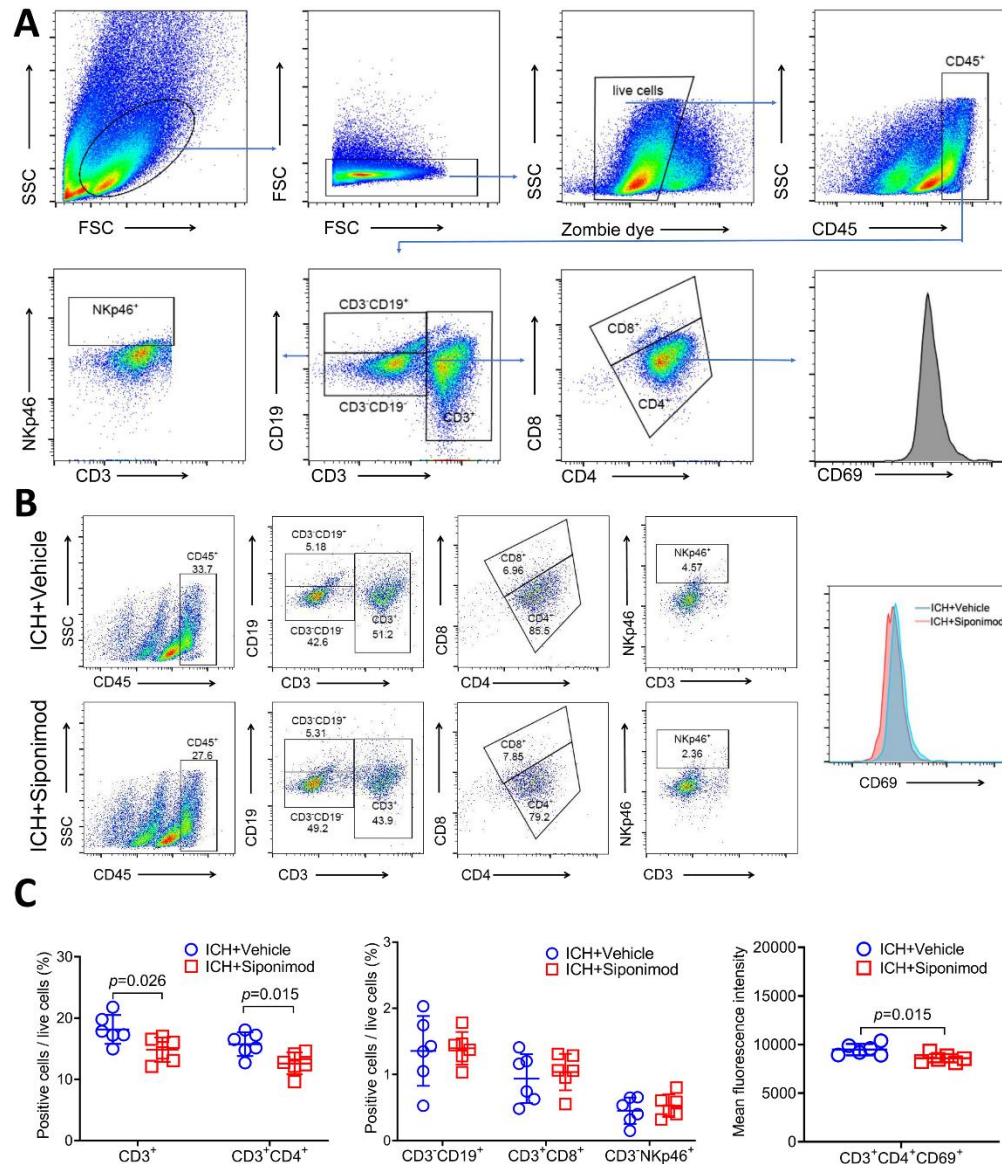 A
SSC
FSC
FSC
FSC
live cells
SSC
Zombie dye
CD45⁺
SSC
CD45
NKp46⁺
NKp46
CD3
CD3⁻CD19⁺
CD3⁻CD19⁻
CD3⁺
CD19
CD3
CD8⁺
CD4⁺
CD8
CD4
CD69
B
ICH+Vehicle
CD45⁺
33.7
SSC
CD45
CD3⁻CD19⁺
5.18
CD3⁻CD19⁻
42.6
CD3⁺
51.2
CD19
CD3
CD8⁺
6.96
CD4⁺
85.5
CD8
CD4
NKp46⁺
4.57
NKp46
CD3
ICH+Siponimod
CD45⁺
27.6
SSC
CD45
CD3⁻CD19⁺
5.31
CD3⁻CD19⁻
49.2
CD3⁺
43.9
CD19
CD3
CD8⁺
7.85
CD4⁺
79.2
CD8
CD4
NKp46⁺
2.36
NKp46
CD3
ICH+Vehicle
ICH+Siponimod
CD69
C
Positive cells / live cells (%)
30
20
10
0
ICH+Vehicle
ICH+Siponimod
p=0.026
p=0.015
CD3⁺
CD3⁺CD4⁺
Positive cells / live cells (%)
3
2
1
0
ICH+Vehicle
ICH+Siponimod
CD3⁻CD19⁺
CD3⁺CD8⁺
CD3⁻NKp46⁺
Mean fluorescence intensity
20000
15000
10000
5000
0
ICH+Vehicle
ICH+Siponimod
p=0.015
CD3⁺CD4⁺CD69⁺